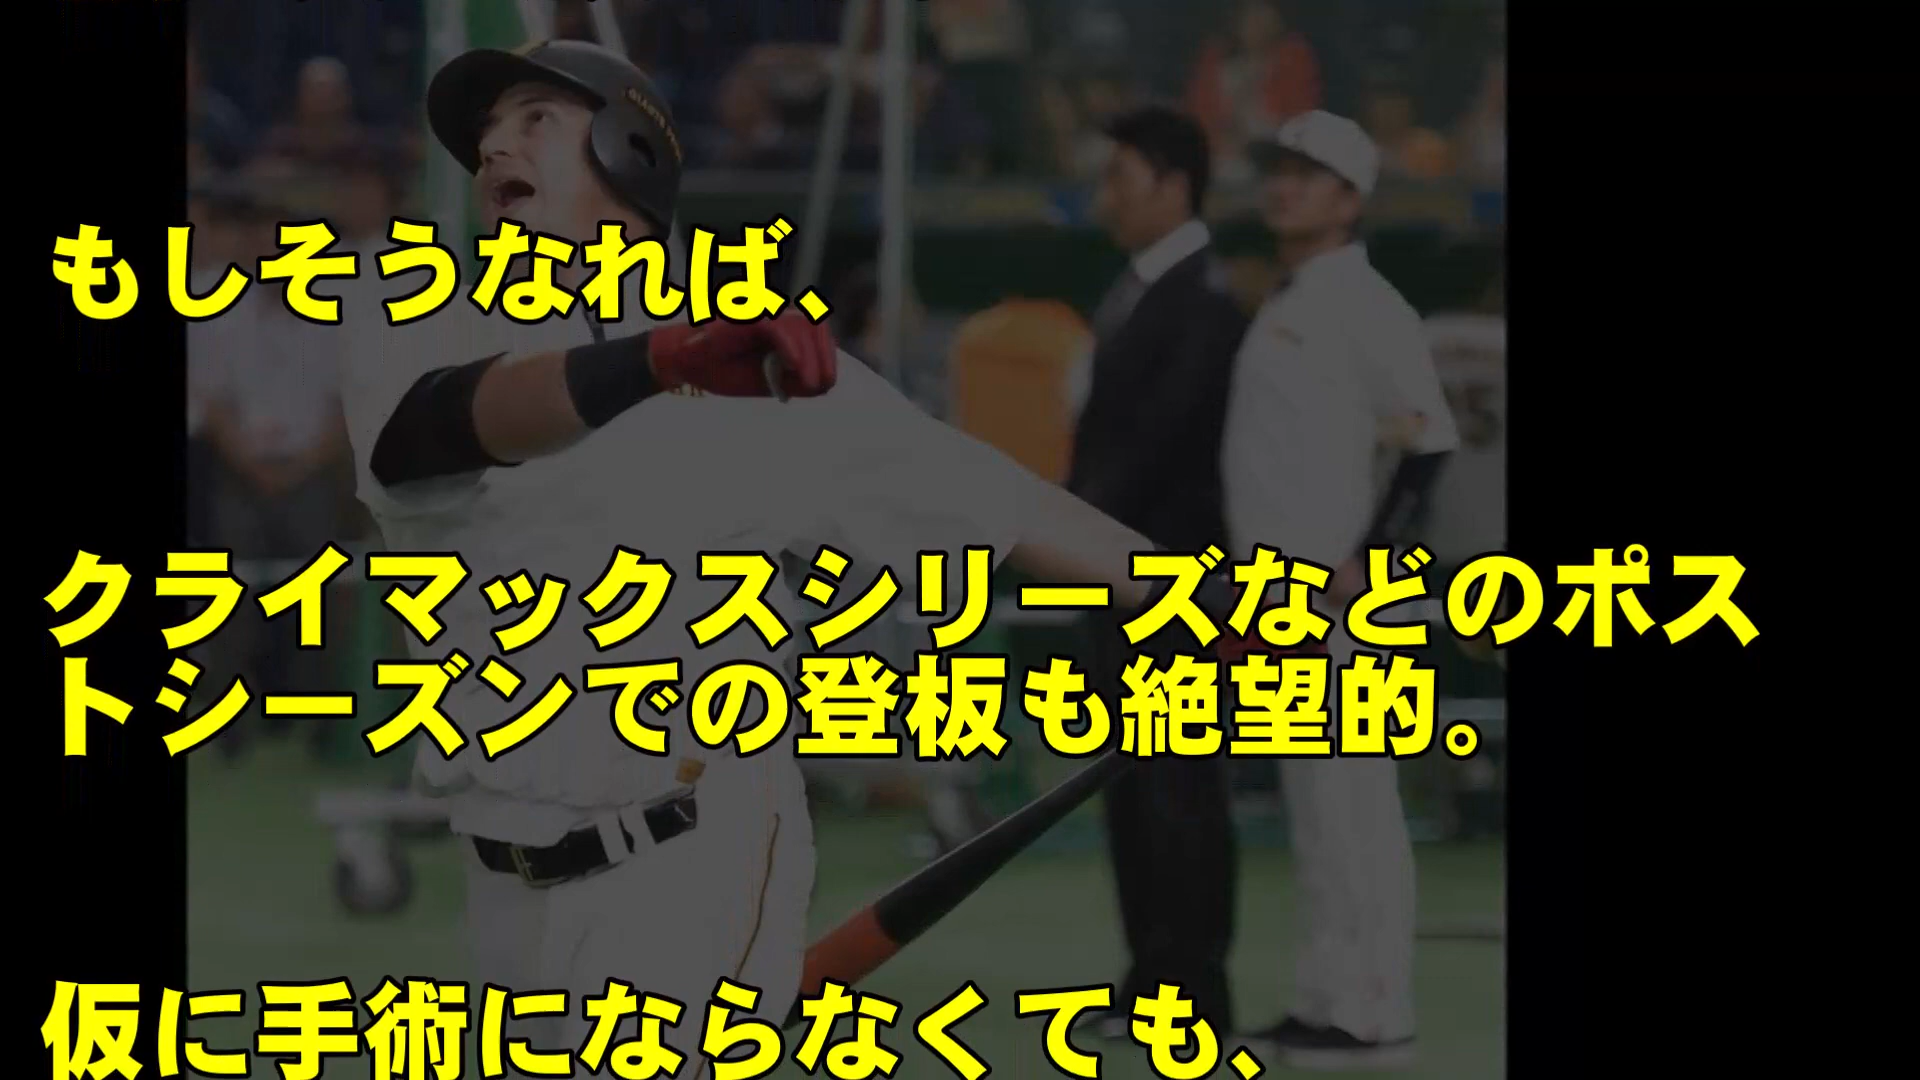 もしそうなれば、
クライマックスシリーズなどのポス
トシーズンでの登板も絶望的。
仮に手術にならなくても、
GIANTS